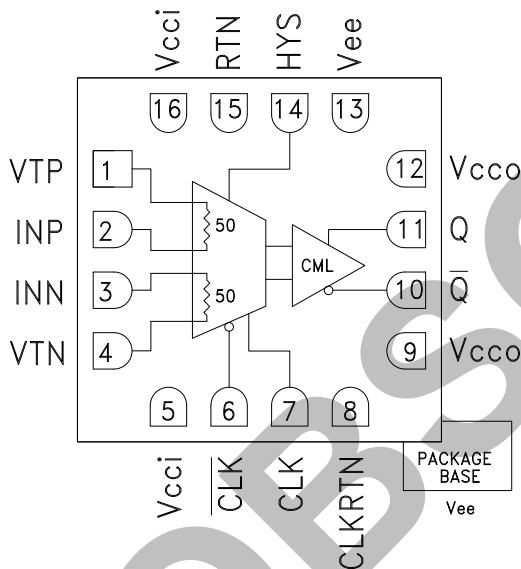 Vcci RTN HYS Vee
16 15 14 13
VTP 1 12 Vcco
50
INP 2 11 Q
CML
INN 3 10 Q̅
50
VTN 4 9 Vcco
5 6 7 8
Vcci C̅L̅K̅ CLK CLKRTN
PACKAGE
BASE
Vee
OBS